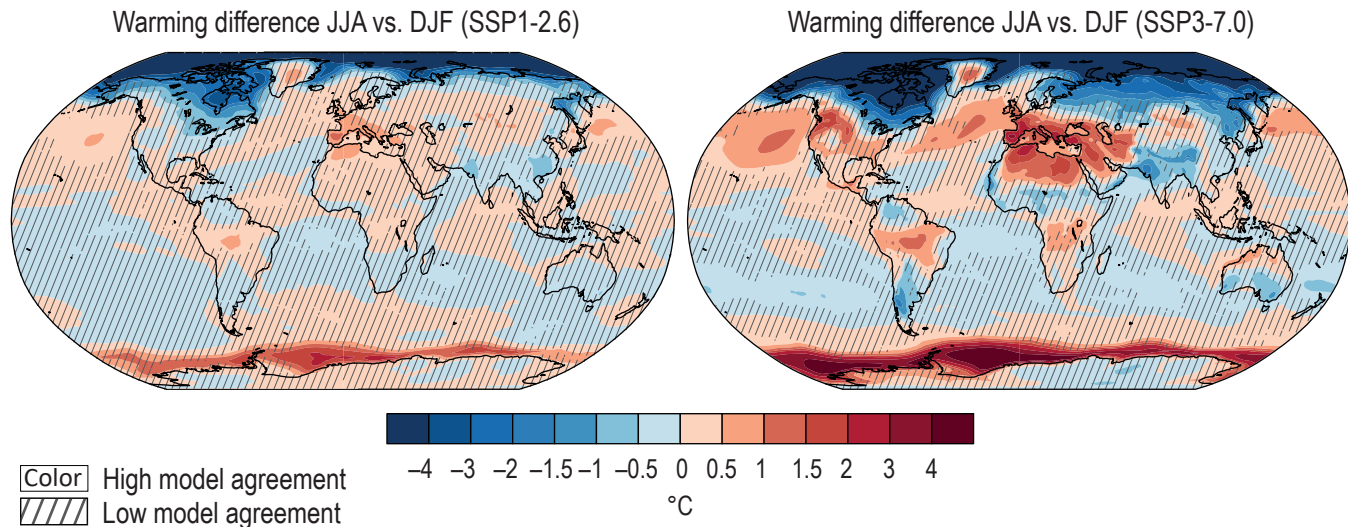 Warming difference JJA vs. DJF (SSP1-2.6)
Warming difference JJA vs. DJF (SSP3-7.0)
–4 –3 –2 –1.5 –1 –0.5 0 0.5 1 1.5 2 3 4
°C
Color High model agreement
Low model agreement